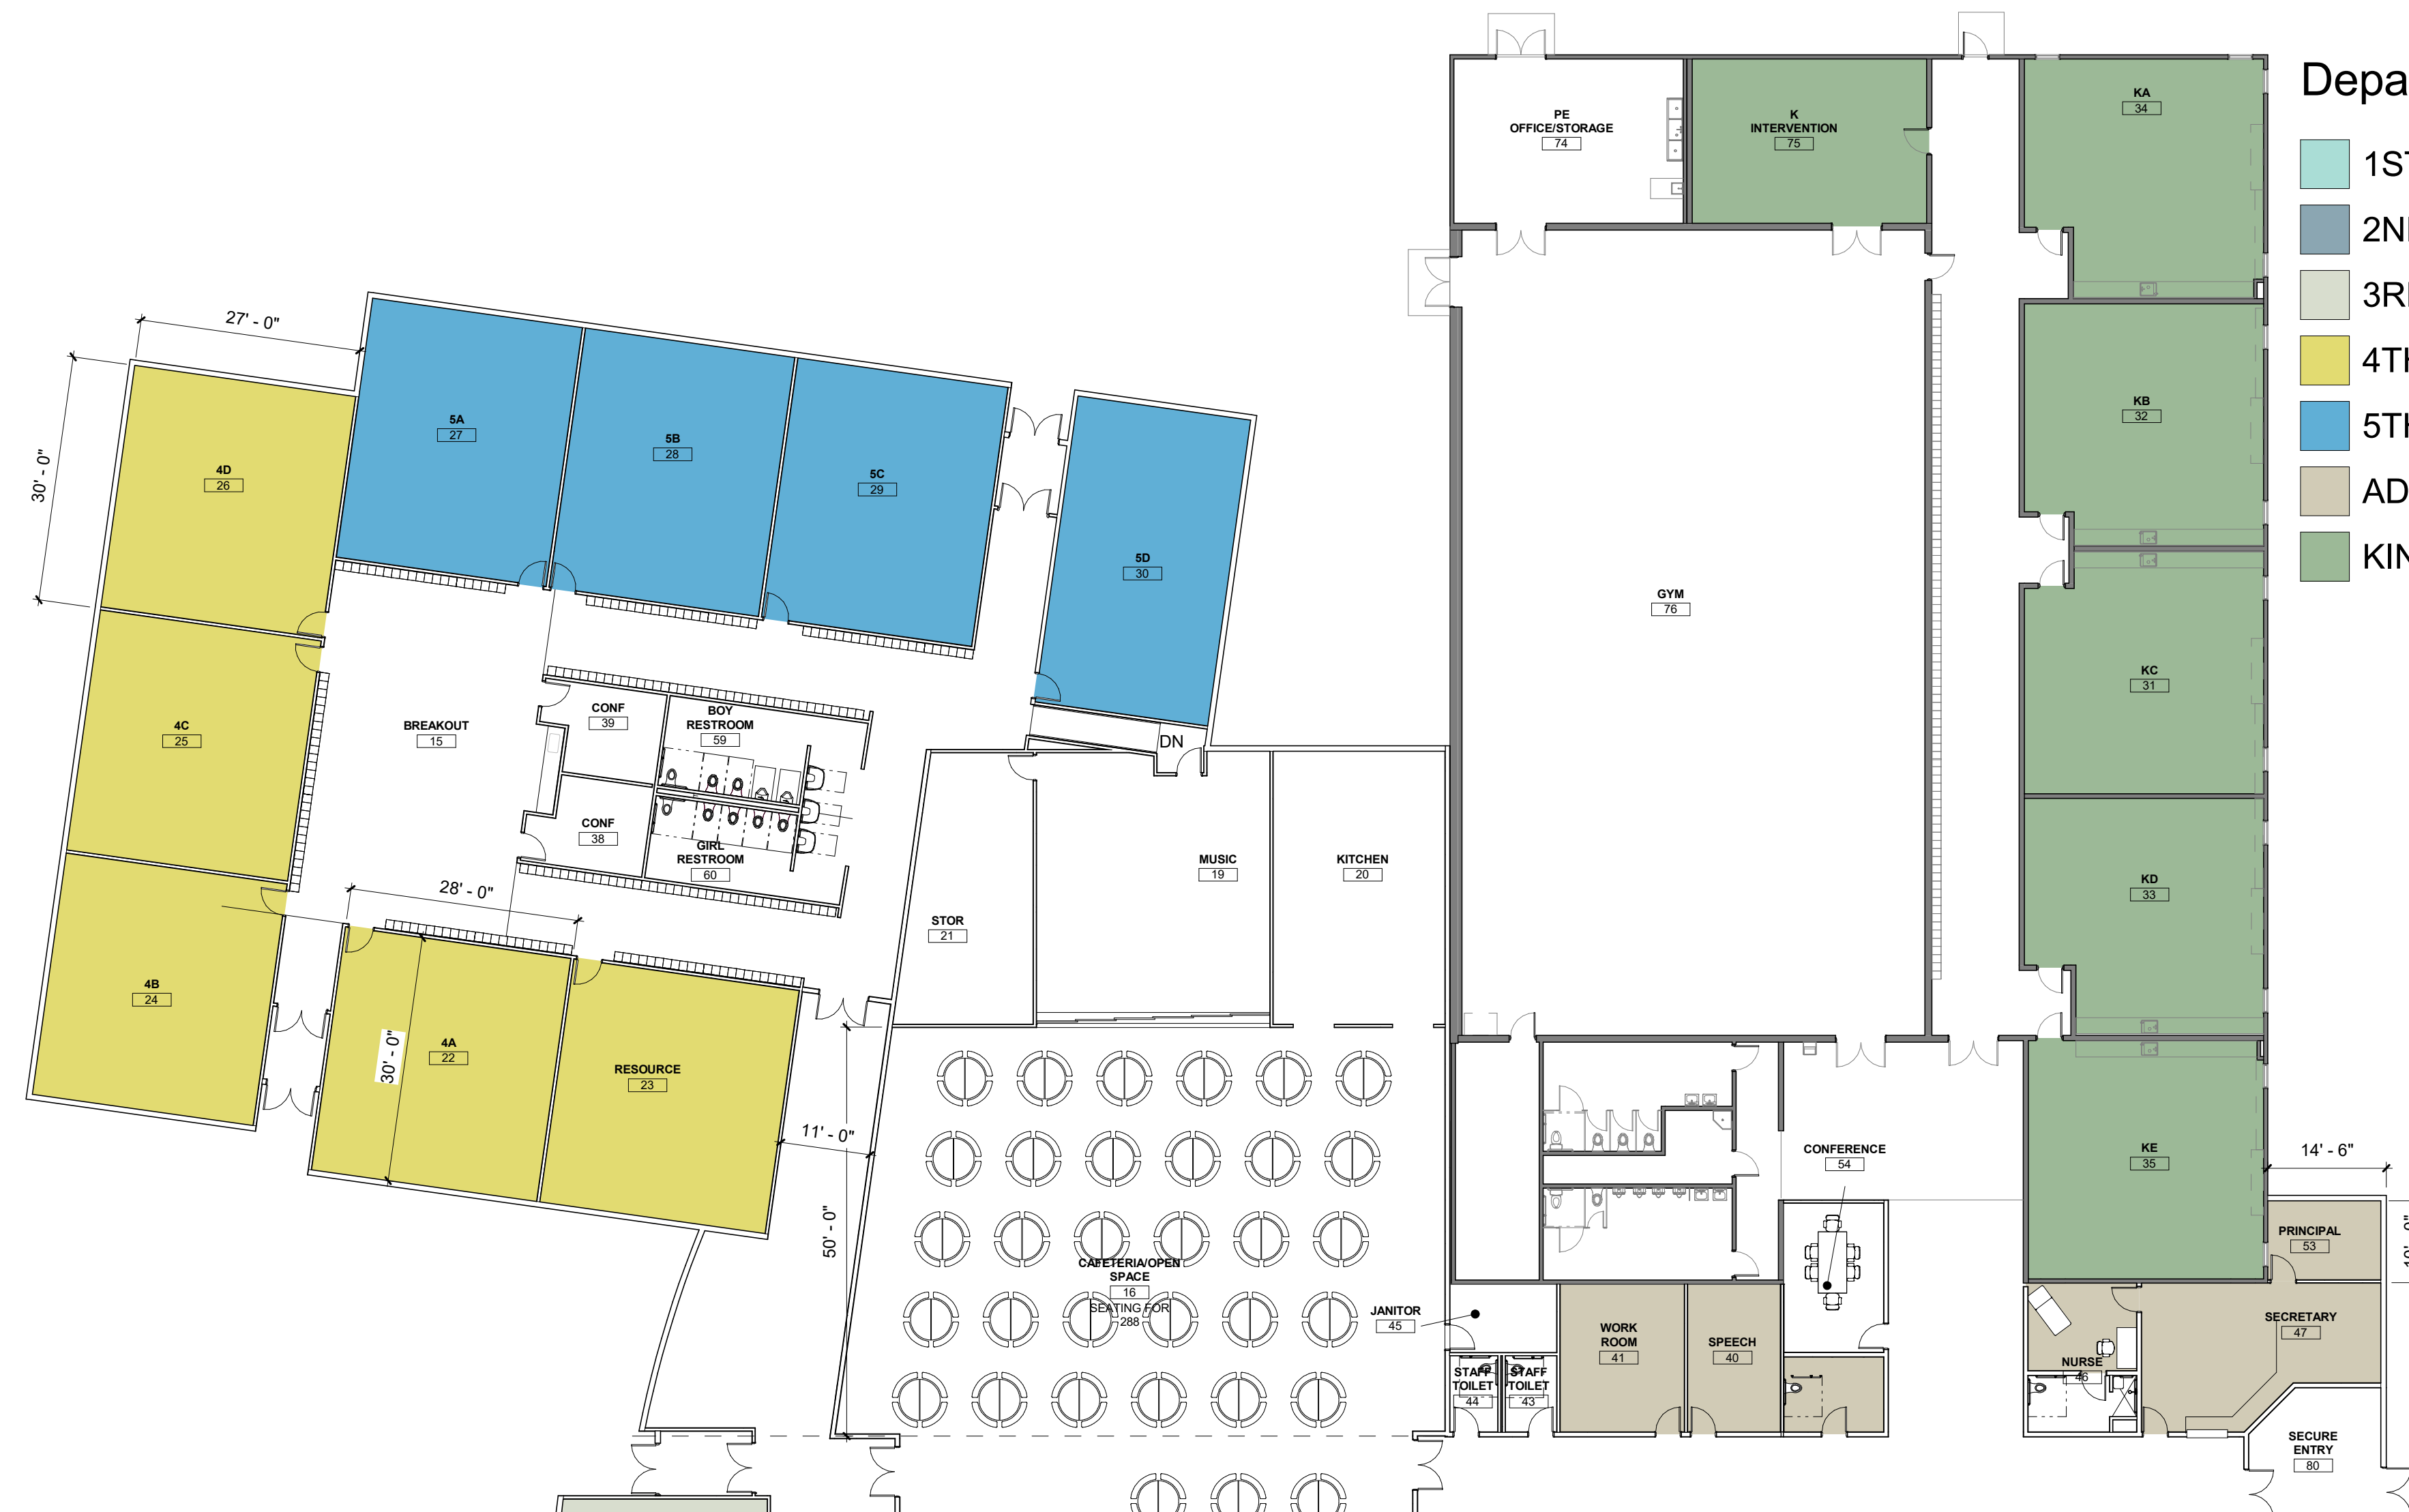 PE
OFFICE/STORAGE
74
K
INTERVENTION
75
KA
34
Depa
1ST
2N
3R
4TH
5TH
AD
KIN
27' - 0"
30' - 0"
4D
26
5A
27
5B
28
5C
29
5D
30
KB
32
GYM
76
KC
31
4C
25
BREAKOUT
15
CONF
39
BOY
RESTROOM
59
DN
CONF
38
GIRL
RESTROOM
60
MUSIC
19
KITCHEN
20
KD
33
28' - 0"
STOR
21
4B
24
4A
22
30' - 0"
RESOURCE
23
11' - 0"
50' - 0"
CONFERENCE
54
KE
35
14' - 6"
PRINCIPAL
53
CAFETERIA/OPEN
SPACE
16
SEATING FOR
288
JANITOR
45
WORK
ROOM
41
SPEECH
40
SECRETARY
47
NURSE
46
STAFF
TOILET
44
STAFF
TOILET
43
SECURE
ENTRY
80